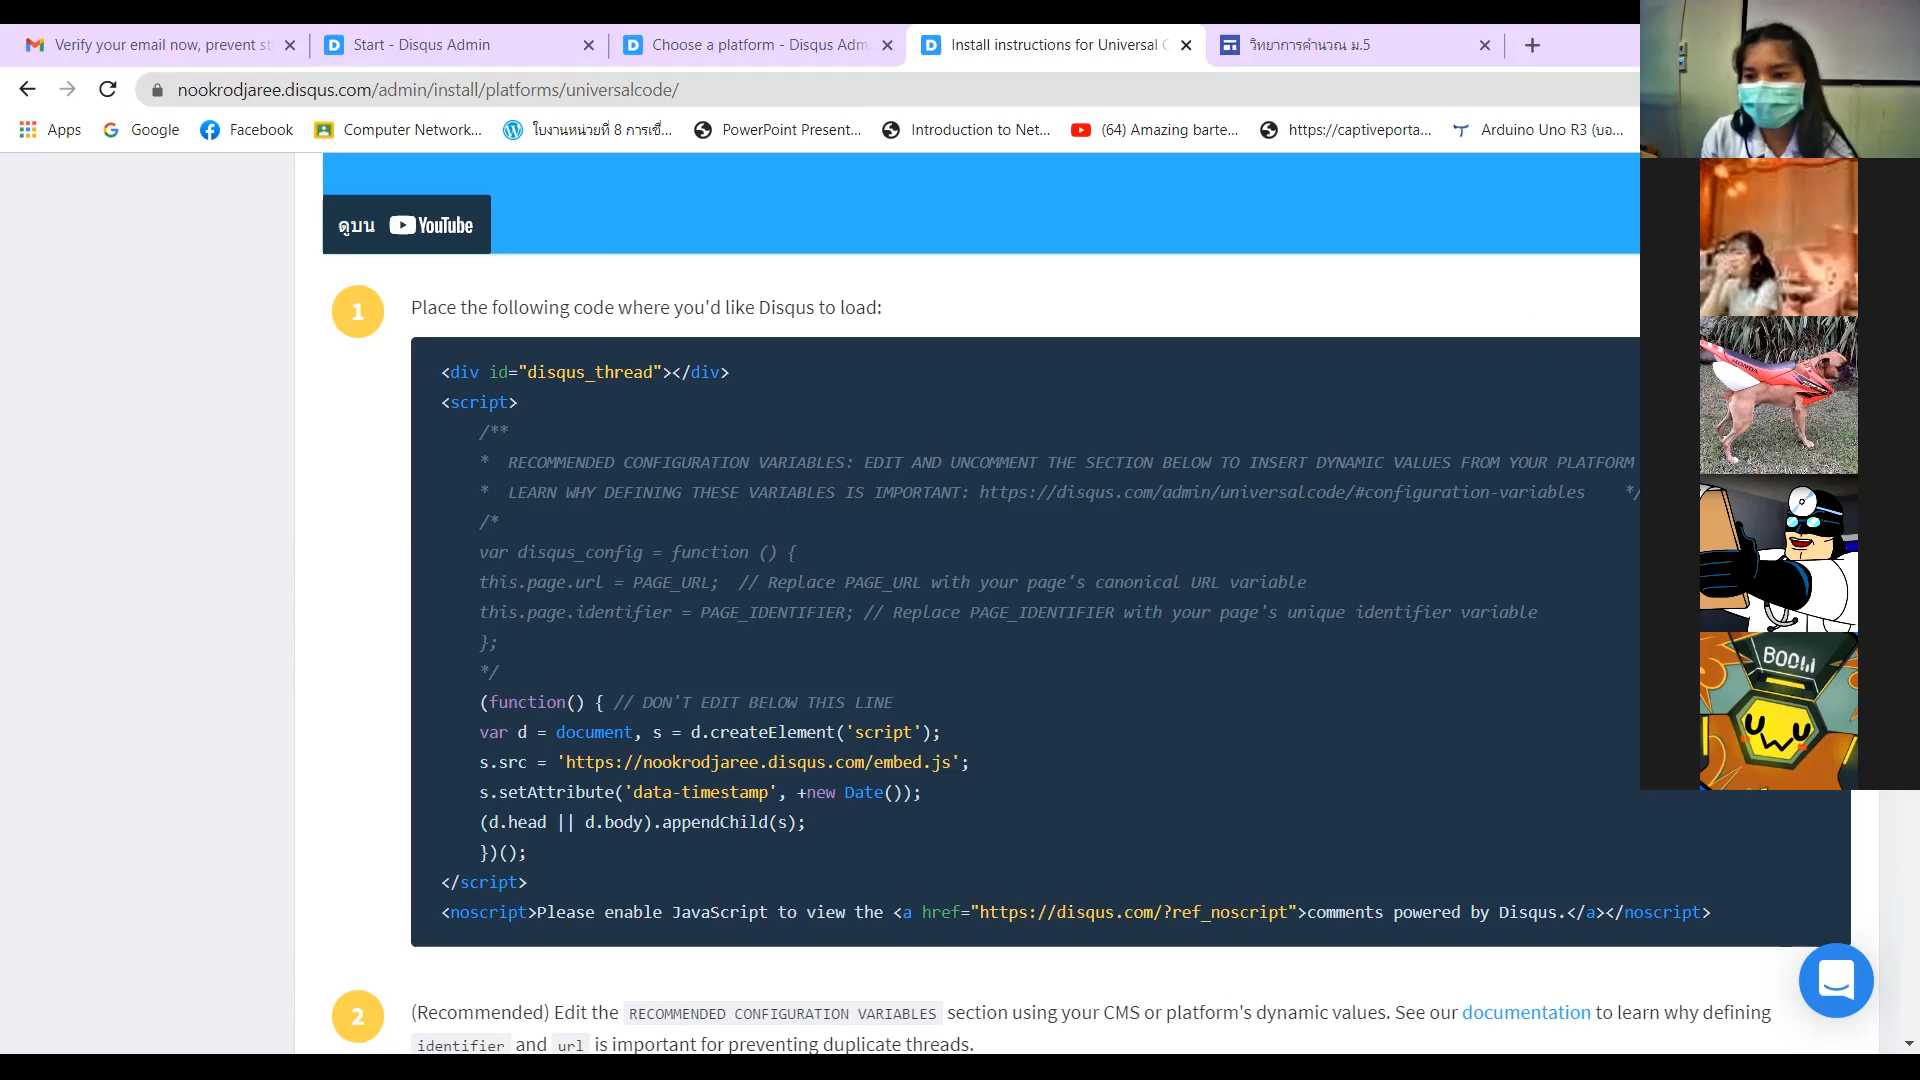 Verify your email now, prevent st
Start - Disqus Admin
Choose a platform - Disqus Adm
Install instructions for Universal C
วิทยาการคำนวณ ม.5
nookrodjaree.disqus.com/admin/install/platforms/universalcode/
Apps
Google
Facebook
Computer Network...
ใบงานหน่วยที่ 8 การเชื่...
PowerPoint Present...
Introduction to Net...
(64) Amazing barte...
https://captiveporta...
Arduino Uno R3 (บอ...
ดูบน YouTube
1
Place the following code where you'd like Disqus to load:
<div id="disqus_thread"></div>
<script>
/**
* RECOMMENDED CONFIGURATION VARIABLES: EDIT AND UNCOMMENT THE SECTION BELOW TO INSERT DYNAMIC VALUES FROM YOUR PLATFORM
* LEARN WHY DEFINING THESE VARIABLES IS IMPORTANT: https://disqus.com/admin/universalcode/#configuration-variables */
/*
var disqus_config = function () {
this.page.url = PAGE_URL; // Replace PAGE_URL with your page's canonical URL variable
this.page.identifier = PAGE_IDENTIFIER; // Replace PAGE_IDENTIFIER with your page's unique identifier variable
};
*/
(function() { // DON'T EDIT BELOW THIS LINE
var d = document, s = d.createElement('script');
s.src = 'https://nookrodjaree.disqus.com/embed.js';
s.setAttribute('data-timestamp', +new Date());
(d.head || d.body).appendChild(s);
})();
</script>
<noscript>Please enable JavaScript to view the <a href="https://disqus.com/?ref_noscript">comments powered by Disqus.</a></noscript>
2
(Recommended) Edit the RECOMMENDED CONFIGURATION VARIABLES section using your CMS or platform's dynamic values. See our documentation to learn why defining
identifier and url is important for preventing duplicate threads.
HONDA
BOOM
UwU